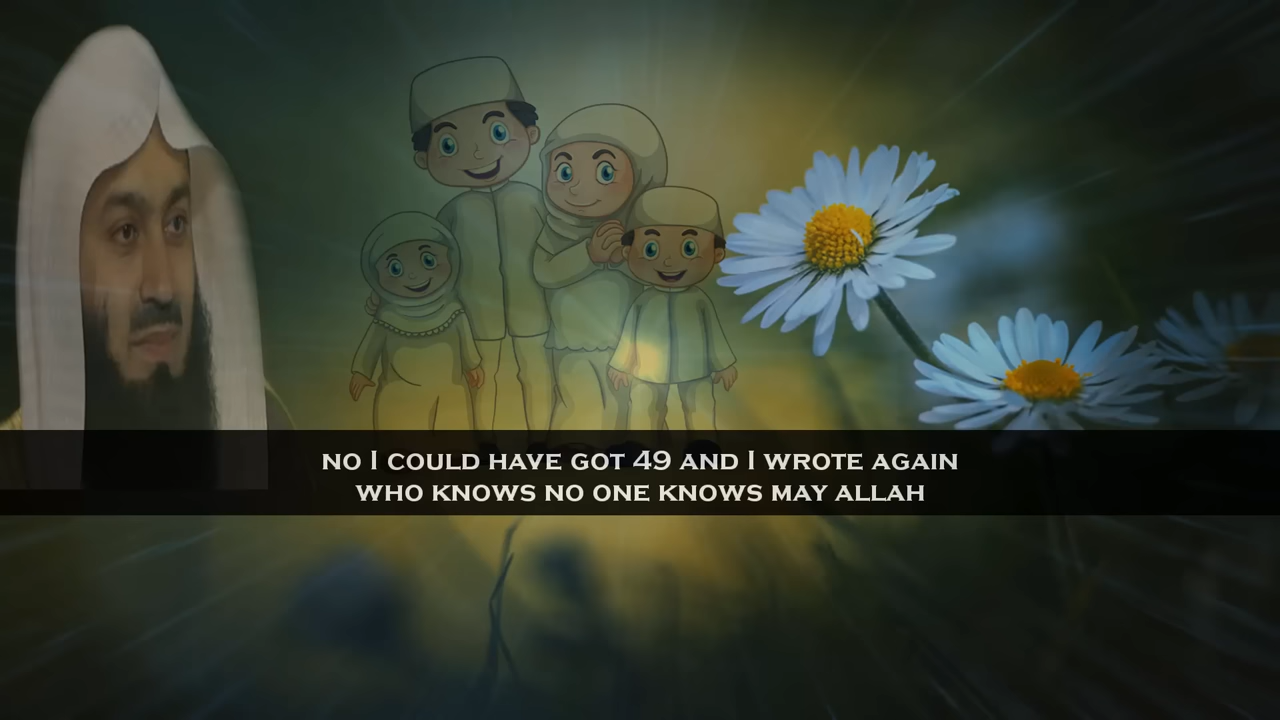 NO I COULD HAVE GOT 49 AND I WROTE AGAIN
WHO KNOWS NO ONE KNOWS MAY ALLAH